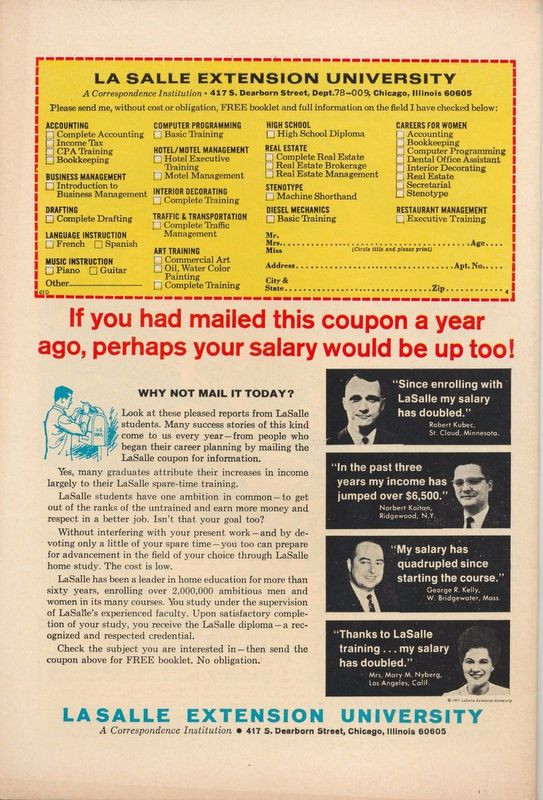 LA SALLE EXTENSION UNIVERSITY
A Correspondence Institution • 417 S. Dearborn Street, Dept. 78-009, Chicago, Illinois 60605
Please send me, without cost or obligation, FREE booklet and full information on the field I have checked below:
ACCOUNTING
Complete Accounting
Income Tax
CPA Training
Bookkeeping
BUSINESS MANAGEMENT
Introduction to
Business Management
DRAFTING
Complete Drafting
LANGUAGE INSTRUCTION
French Spanish
MUSIC INSTRUCTION
Piano Guitar
Other
COMPUTER PROGRAMMING
Basic Training
HOTEL/MOTEL MANAGEMENT
Hotel Executive
Training
Motel Management
INTERIOR DECORATING
Complete Training
TRAFFIC & TRANSPORTATION
Complete Traffic
Management
ART TRAINING
Commercial Art
Oil, Water Color
Painting
Complete Training
HIGH SCHOOL
High School Diploma
REAL ESTATE
Complete Real Estate
Real Estate Brokerage
Real Estate Management
STENOTYPE
Machine Shorthand
DIESEL MECHANICS
Basic Training
CAREERS FOR WOMEN
Accounting
Bookkeeping
Computer Programming
Dental Office Assistant
Interior Decorating
Real Estate
Secretarial
Stenotype
RESTAURANT MANAGEMENT
Executive Training
Mr.
Mrs. Age
Miss (Circle title and please print)
Address Apt. No.
City &
State Zip
4
If you had mailed this coupon a year
ago, perhaps your salary would be up too!
WHY NOT MAIL IT TODAY?
Look at these pleased reports from LaSalle
students. Many success stories of this kind
come to us every year—from people who
began their career planning by mailing the
LaSalle coupon for information.
Yes, many graduates attribute their increases in income
largely to their LaSalle spare-time training.
LaSalle students have one ambition in common—to get
out of the ranks of the untrained and earn more money and
respect in a better job. Isn't that your goal too?
Without interfering with your present work—and by de-
voting only a little of your spare time—you too can prepare
for advancement in the field of your choice through LaSalle
home study. The cost is low.
LaSalle has been a leader in home education for more than
sixty years, enrolling over 2,000,000 ambitious men and
women in its many courses. You study under the supervision
of LaSalle's experienced faculty. Upon satisfactory comple-
tion of your study, you receive the LaSalle diploma—a rec-
ognized and respected credential.
Check the subject you are interested in—then send the
coupon above for FREE booklet. No obligation.
U.S.
MAIL
"Since enrolling with
LaSalle my salary
has doubled."
Robert Kubec,
St. Cloud, Minnesota.
"In the past three
years my income has
jumped over $6,500."
Norbert Kaitan,
Ridgewood, N.Y.
"My salary has
quadrupled since
starting the course."
George R. Kelly,
W. Bridgewater, Mass.
"Thanks to LaSalle
training...my salary
has doubled."
Mrs. Mary M. Nyberg,
Los Angeles, Calif.
© 1971 LaSalle Extension University
LASALLE EXTENSION UNIVERSITY
A Correspondence Institution • 417 S. Dearborn Street, Chicago, Illinois 60605